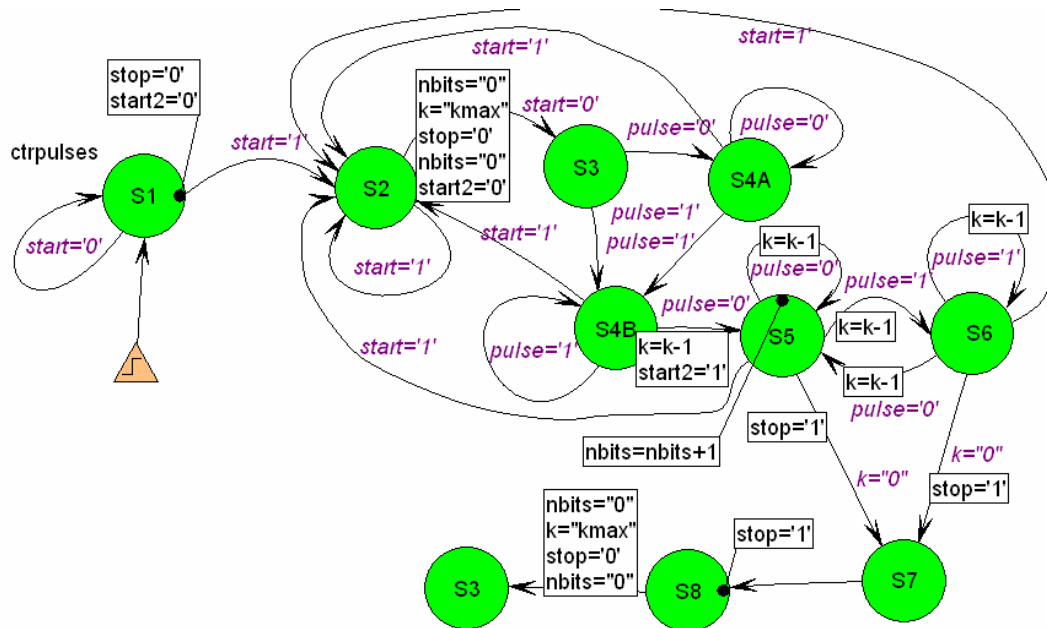 start='1'
start=1'
stop='0'
start2='0'
ctrpulses
S1
start='0'
start='1'
S2
start='1'
nbits="0"
k="kmax"
stop='0'
nbits="0"
start2='0'
start='0'
S3
pulse='0'
pulse='0'
S4A
pulse='1'
pulse='1'
start='1'
start='1'
S4B
pulse='1'
pulse='0'
k=k-1
start2='1'
k=k-1
pulse='0'
S5
pulse='1'
k=k-1
k=k-1
pulse='1'
S6
k=k-1
pulse='0'
nbits=nbits+1
stop='1'
k="0"
k="0"
stop='1'
S7
stop='1'
S8
nbits="0"
k="kmax"
stop='0'
nbits="0"
S3